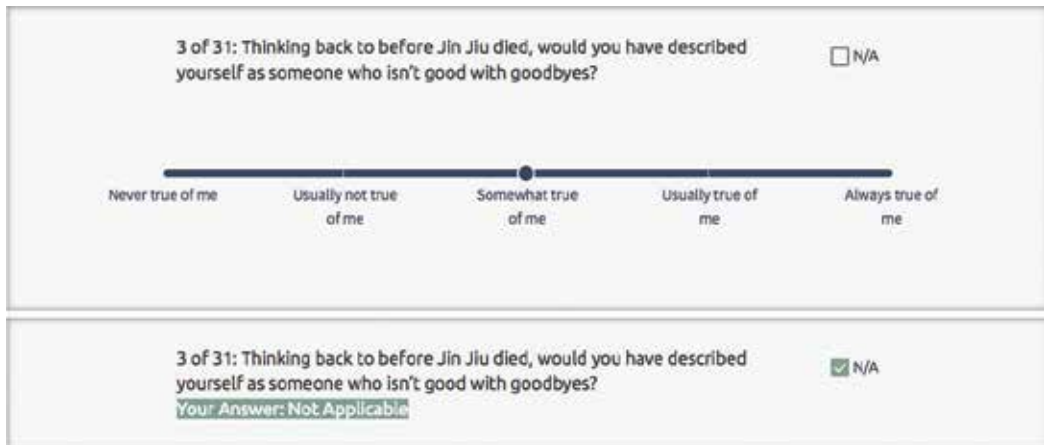 3 of 31: Thinking back to before Jin Jiu died, would you have described
yourself as someone who isn't good with goodbyes?
N/A
Never true of me
Usually not true
of me
Somewhat true
of me
Usually true of
me
Always true of
me
3 of 31: Thinking back to before Jin Jiu died, would you have described
yourself as someone who isn't good with goodbyes?
N/A
Your Answer: Not Applicable